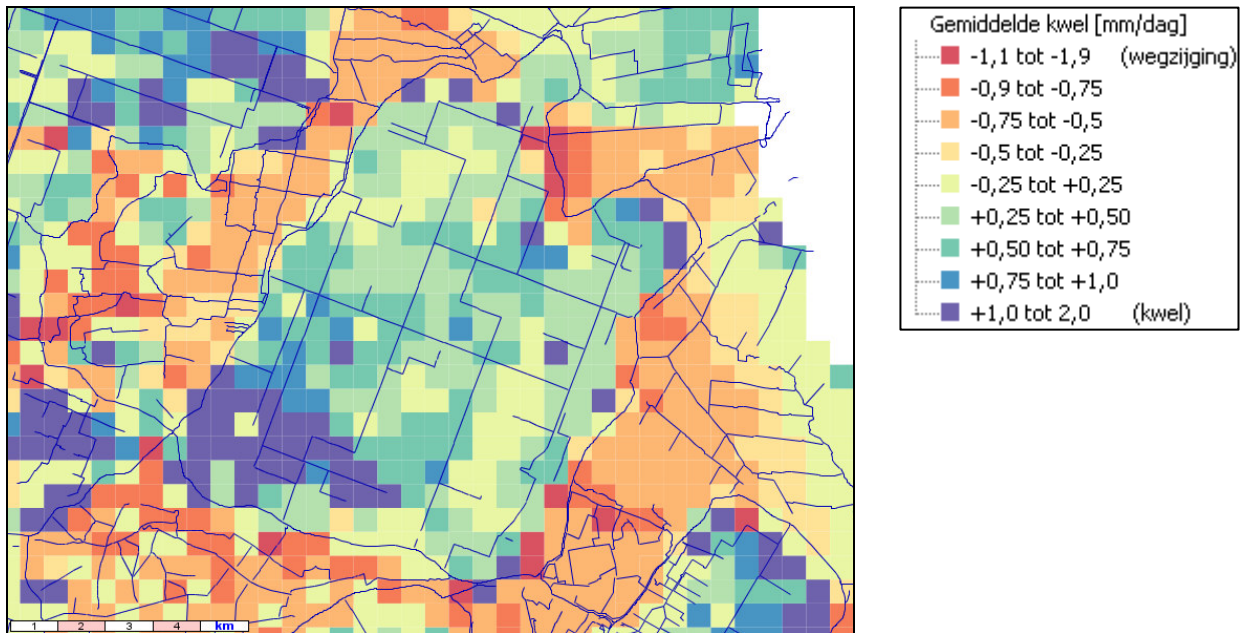 Gemiddelde kwel [mm/dag]
-1,1 tot -1,9 (wegzijging)
-0,9 tot -0,75
-0,75 tot -0,5
-0,5 tot -0,25
-0,25 tot +0,25
+0,25 tot +0,50
+0,50 tot +0,75
+0,75 tot +1,0
+1,0 tot 2,0 (kwel)
1 2 3 4 km